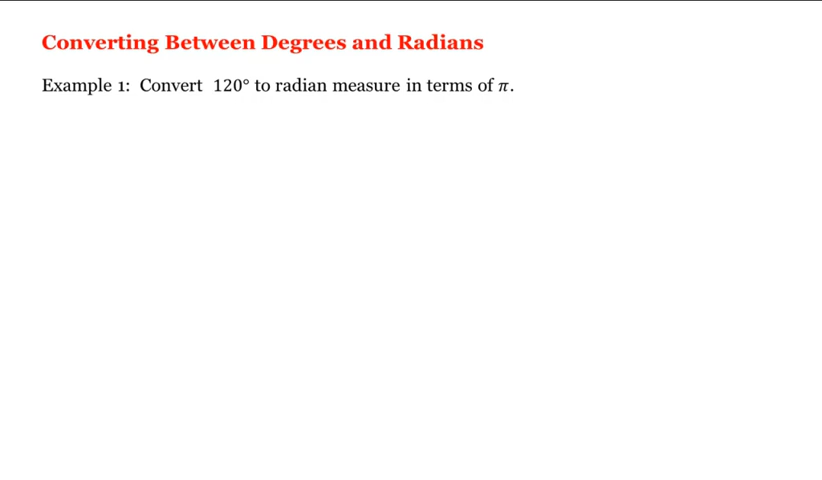 Converting Between Degrees and Radians
Example 1: Convert 120° to radian measure in terms of π.